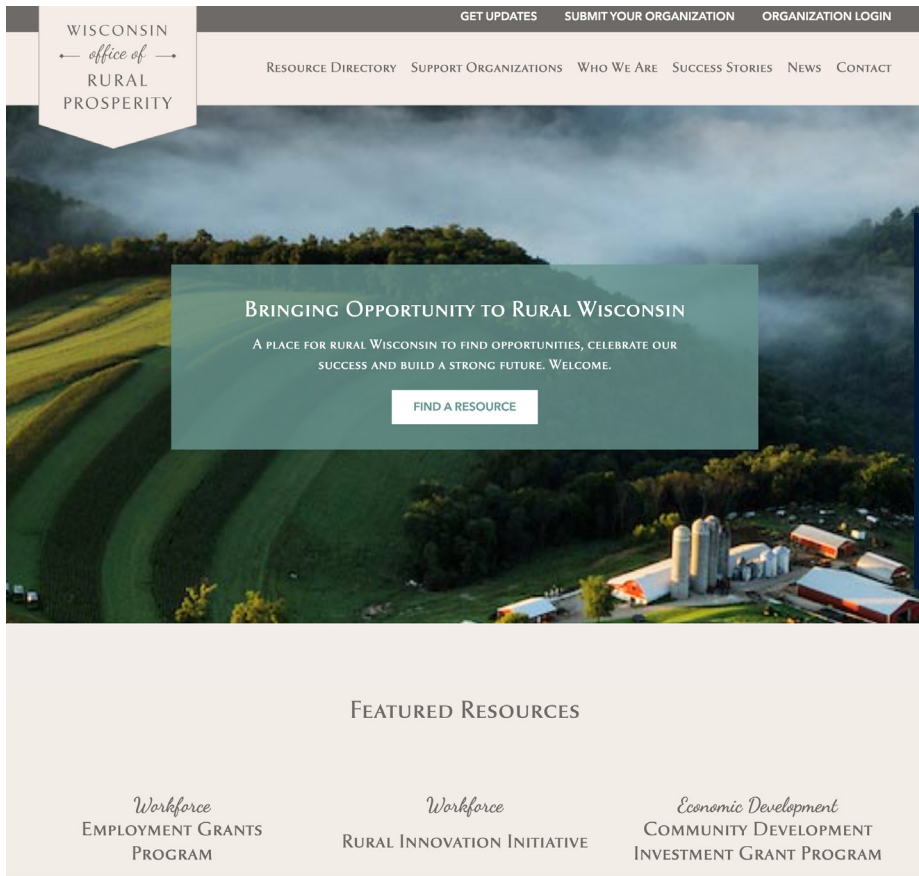 GET UPDATES SUBMIT YOUR ORGANIZATION ORGANIZATION LOGIN
WISCONSIN
office of
RURAL
PROSPERITY
Resource Directory Support Organizations Who We Are Success Stories News Contact
Bringing Opportunity to Rural Wisconsin
A place for rural Wisconsin to find opportunities, celebrate our
success and build a strong future. Welcome.
FIND A RESOURCE
Featured Resources
Workforce
Employment Grants
Program
Workforce
Rural Innovation Initiative
Economic Development
Community Development
Investment Grant Program